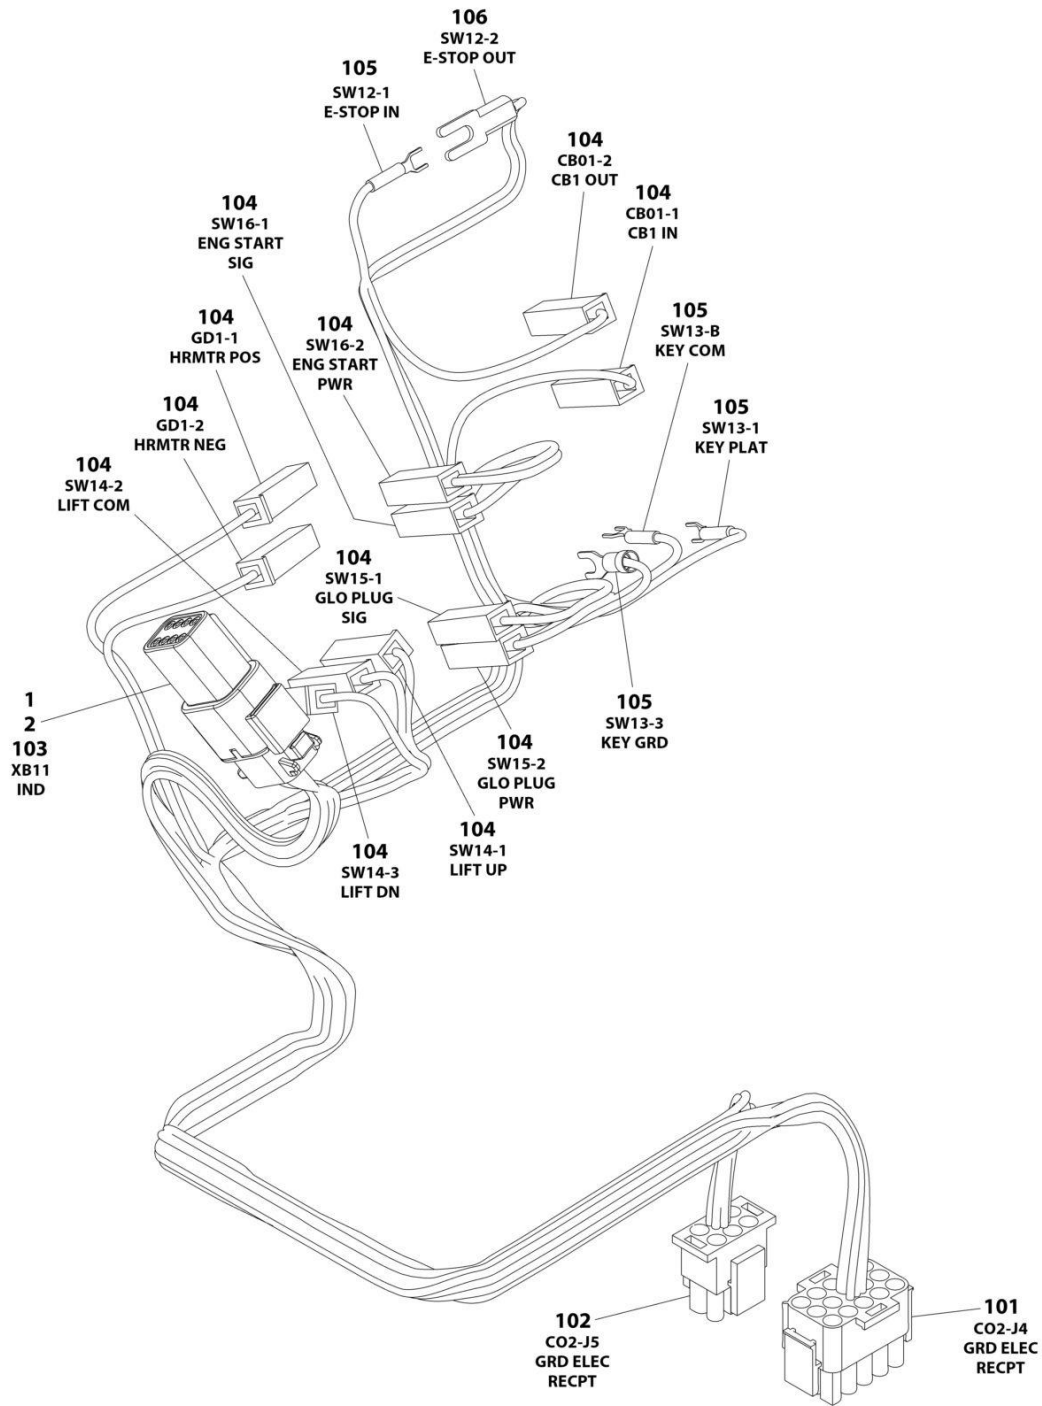 106
SW12-2
E-STOP OUT
105
SW12-1
E-STOP IN
104
CB01-2
CB1 OUT
104
CB01-1
CB1 IN
104
SW16-1
ENG START
SIG
104
GD1-1
HRMTR POS
104
SW16-2
ENG START
PWR
105
SW13-B
KEY COM
104
GD1-2
HRMTR NEG
105
SW13-1
KEY PLAT
104
SW14-2
LIFT COM
104
SW15-1
GLO PLUG
SIG
1
2
103
XB11
IND
105
SW13-3
KEY GRD
104
SW15-2
GLO PLUG
PWR
104
SW14-1
LIFT UP
104
SW14-3
LIFT DN
102
CO2-J5
GRD ELEC
RECPT
101
CO2-J4
GRD ELEC
RECPT